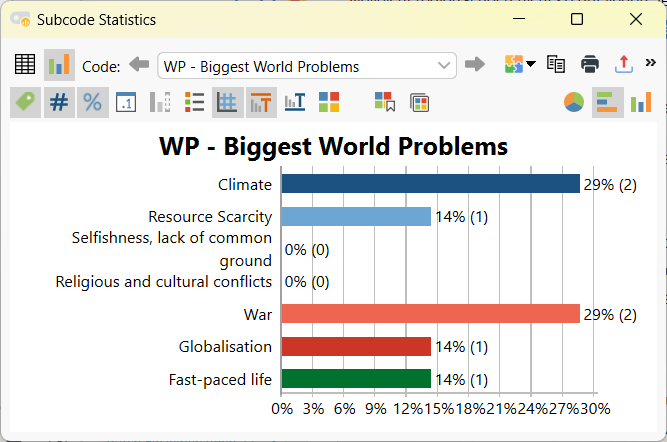 Subcode Statistics
Code:
WP - Biggest World Problems
»
# % .1
WP - Biggest World Problems
Climate
29% (2)
Resource Scarcity
14% (1)
Selfishness, lack of common
ground
0% (0)
Religious and cultural conflicts
0% (0)
War
29% (2)
Globalisation
14% (1)
Fast-paced life
14% (1)
0% 3% 6% 9% 12% 15% 18% 21% 24% 27% 30%